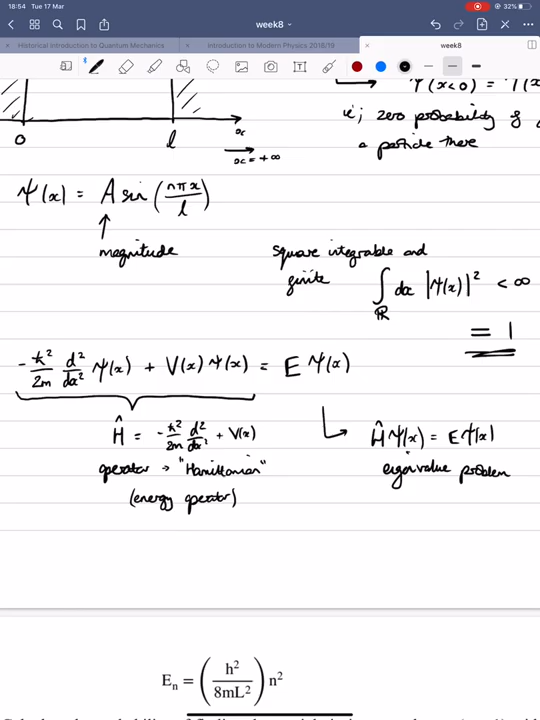 18:54 Tue 17 Mar
32%
week8
Historical Introduction to Quantum Mechanics
Introduction to Modern Physics 2018/19
week8
ψ(x<0) =
ie; zero probability of
a particle there
0 l x
x = +∞
ψ(x) = A sin (nπx/l)
magnitude
square integrable and
finite ∫ℝ dx |ψ(x)|² < ∞
= 1
-ℏ²/2m d²/dx² ψ(x) + V(x) ψ(x) = E ψ(x)
Ĥ = -ℏ²/2m d²/dx² + V(x)
operator → "Hamiltonian"
(energy operator)
Ĥψ(x) = Eψ(x)
eigenvalue problem
Eₙ = (h²/8mL²) n²